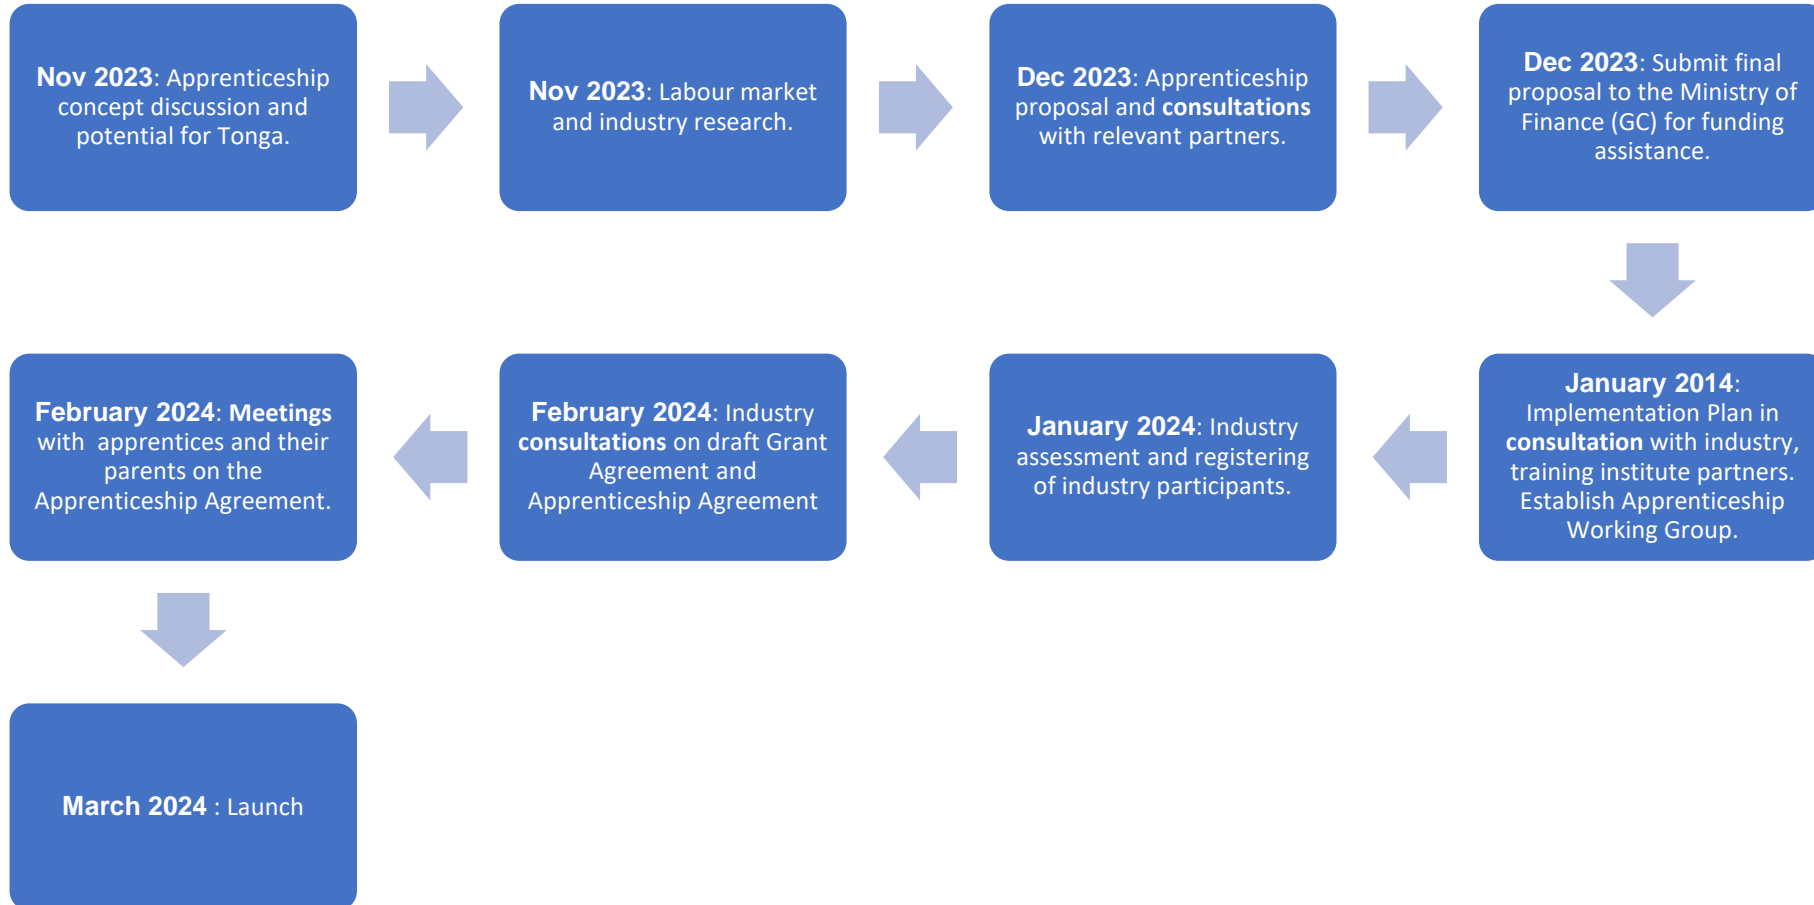 Nov 2023: Apprenticeship
concept discussion and
potential for Tonga.
Nov 2023: Labour market
and industry research.
Dec 2023: Apprenticeship
proposal and consultations
with relevant partners.
Dec 2023: Submit final
proposal to the Ministry of
Finance (GC) for funding
assistance.
January 2014:
Implementation Plan in
consultation with industry,
training institute partners.
Establish Apprenticeship
Working Group.
January 2024: Industry
assessment and registering
of industry participants.
February 2024: Industry
consultations on draft Grant
Agreement and
Apprenticeship Agreement
February 2024: Meetings
with  apprentices and their
parents on the
Apprenticeship Agreement.
March 2024 : Launch